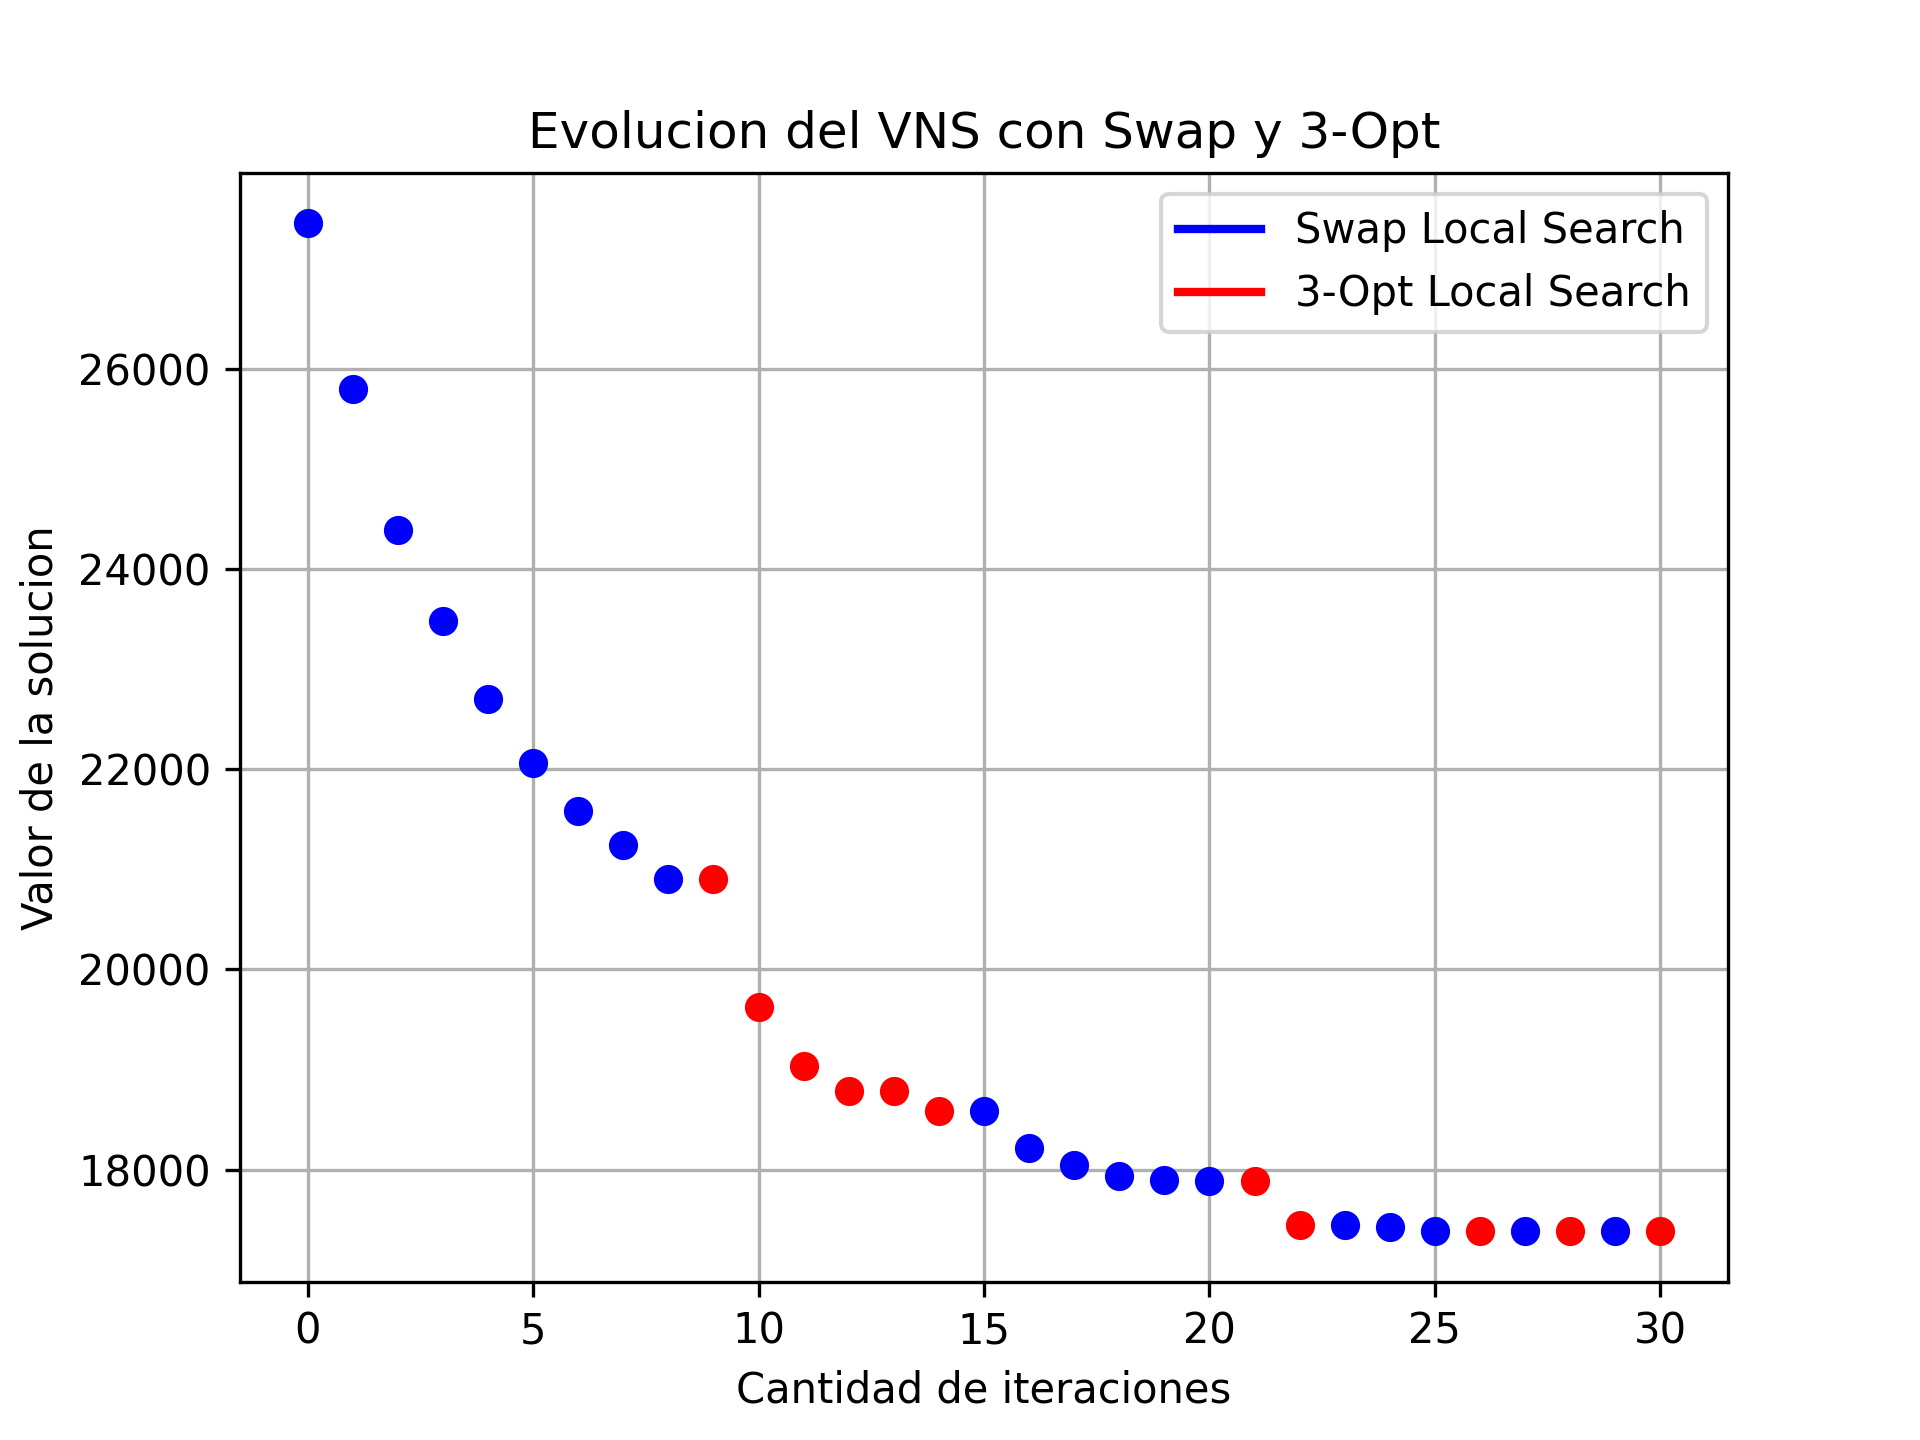 Evolucion del VNS con Swap y 3-Opt
Swap Local Search
3-Opt Local Search
Valor de la solucion
26000
24000
22000
20000
18000
0 5 10 15 20 25 30
Cantidad de iteraciones